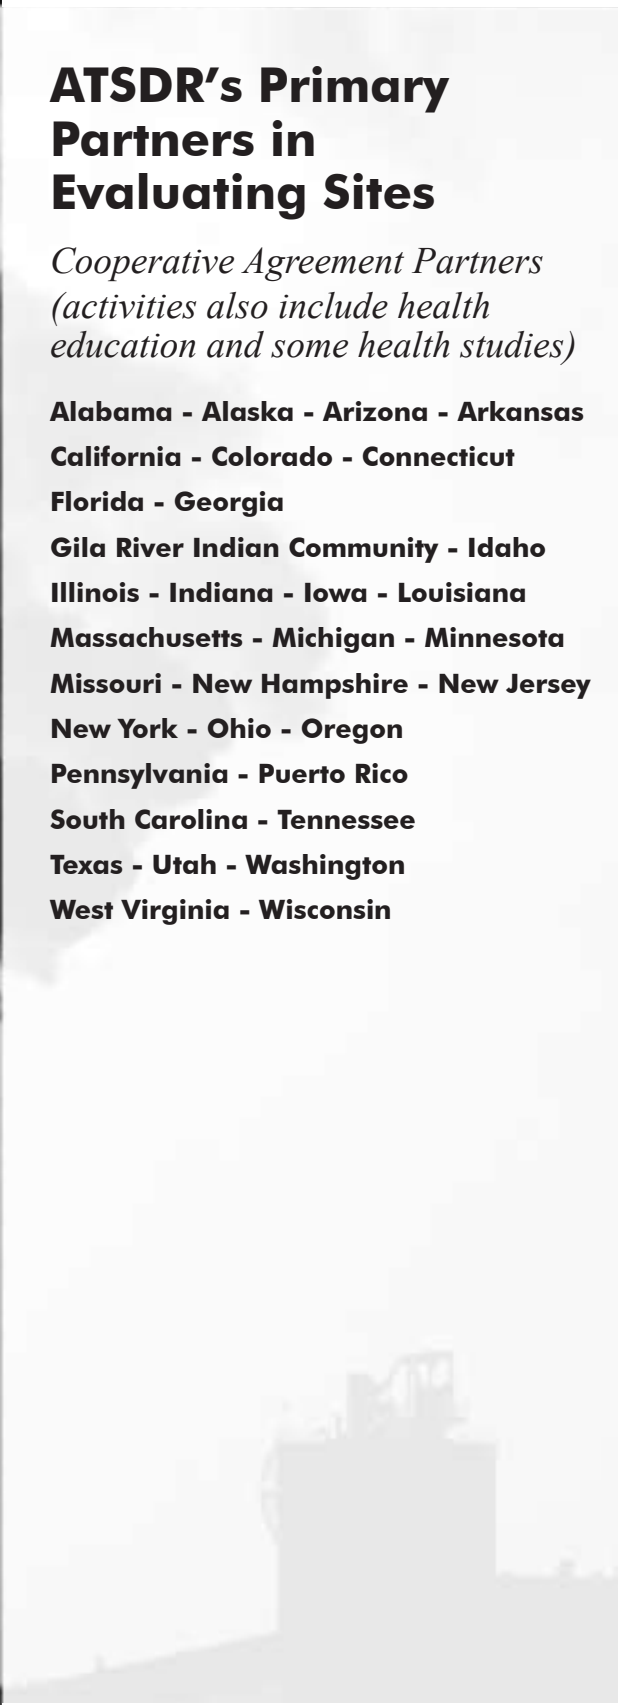 ATSDR’s Primary
Partners in
Evaluating Sites
Cooperative Agreement Partners
(activities also include health
education and some health studies)
Alabama - Alaska - Arizona - Arkansas
California - Colorado - Connecticut
Florida - Georgia
Gila River Indian Community - Idaho
Illinois - Indiana - Iowa - Louisiana
Massachusetts - Michigan - Minnesota
Missouri - New Hampshire - New Jersey
New York - Ohio - Oregon
Pennsylvania - Puerto Rico
South Carolina - Tennessee
Texas - Utah - Washington
West Virginia - Wisconsin